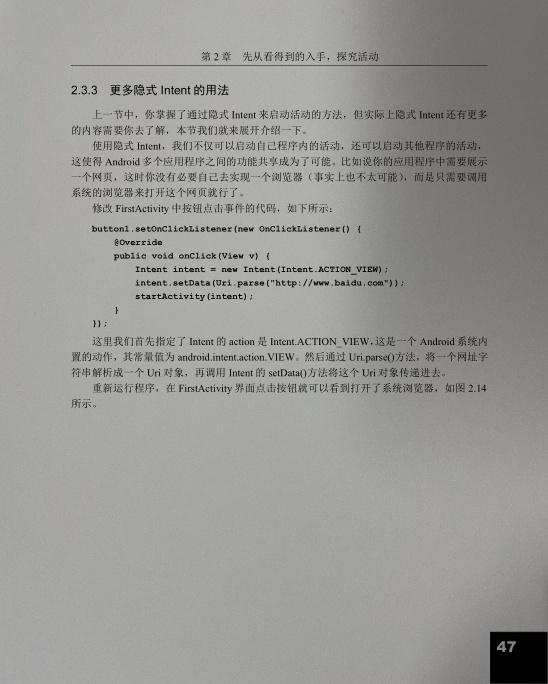 第 2 章　先从看得到的入手，探究活动
2.3.3　更多隐式 Intent 的用法
上一节中，你掌握了通过隐式 Intent 来启动活动的方法，但实际上隐式 Intent 还有更多
的内容需要你去了解，本节我们就来展开介绍一下。
使用隐式 Intent，我们不仅可以启动自己程序内的活动，还可以启动其他程序的活动，
这使得 Android 多个应用程序之间的功能共享成为了可能。比如说你的应用程序中需要展示
一个网页，这时你没有必要自己去实现一个浏览器（事实上也不太可能），而是只需要调用
系统的浏览器来打开这个网页就行了。
修改 FirstActivity 中按钮点击事件的代码，如下所示：
button1.setOnClickListener(new OnClickListener() {
@Override
public void onClick(View v) {
Intent intent = new Intent(Intent.ACTION_VIEW);
intent.setData(Uri.parse("http://www.baidu.com"));
startActivity(intent);
}
});
这里我们首先指定了 Intent 的 action 是 Intent.ACTION_VIEW，这是一个 Android 系统内
置的动作，其常量值为 android.intent.action.VIEW。然后通过 Uri.parse()方法，将一个网址字
符串解析成一个 Uri 对象，再调用 Intent 的 setData()方法将这个 Uri 对象传递进去。
重新运行程序，在 FirstActivity 界面点击按钮就可以看到打开了系统浏览器，如图 2.14
所示。
47